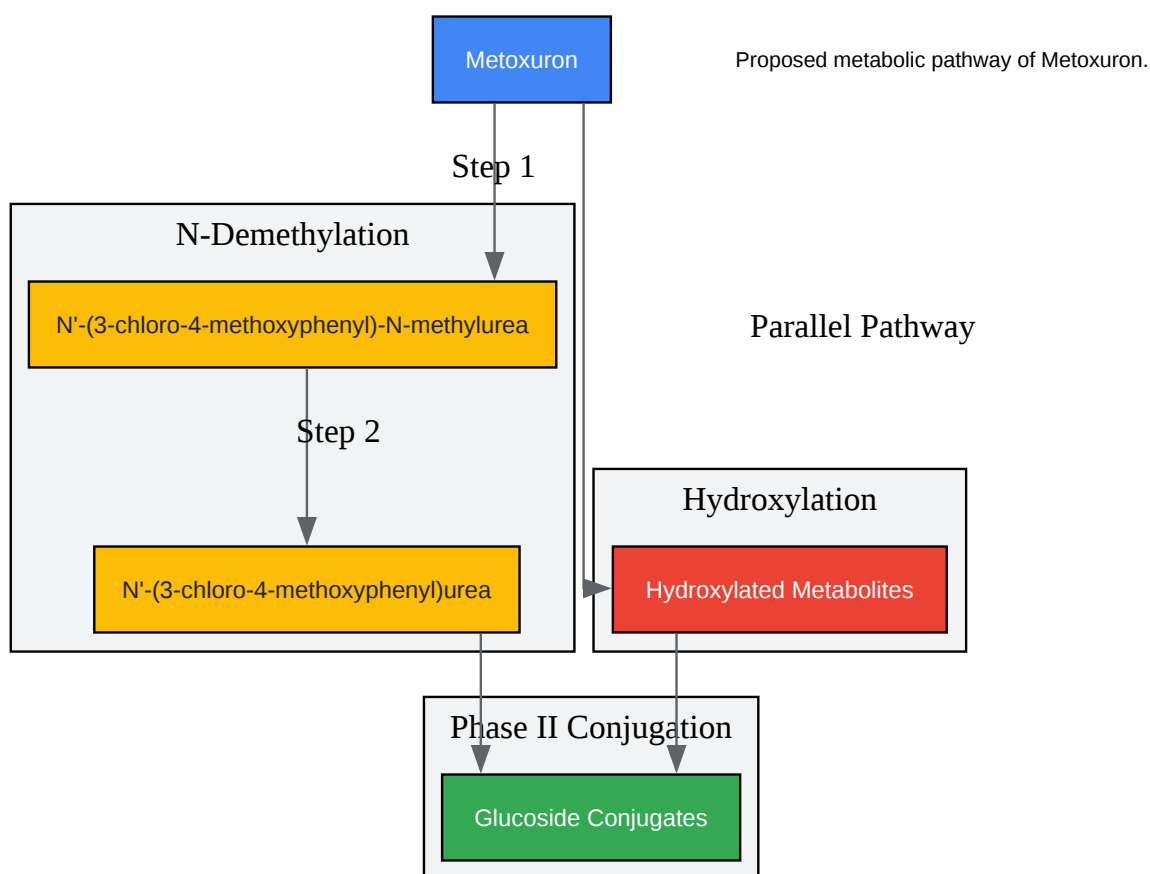 Metoxuron
Proposed metabolic pathway of Metoxuron.
Step 1
N-Demethylation
N'-(3-chloro-4-methoxyphenyl)-N-methylurea
Parallel Pathway
Step 2
Hydroxylation
N'-(3-chloro-4-methoxyphenyl)urea
Hydroxylated Metabolites
Phase II Conjugation
Glucoside Conjugates